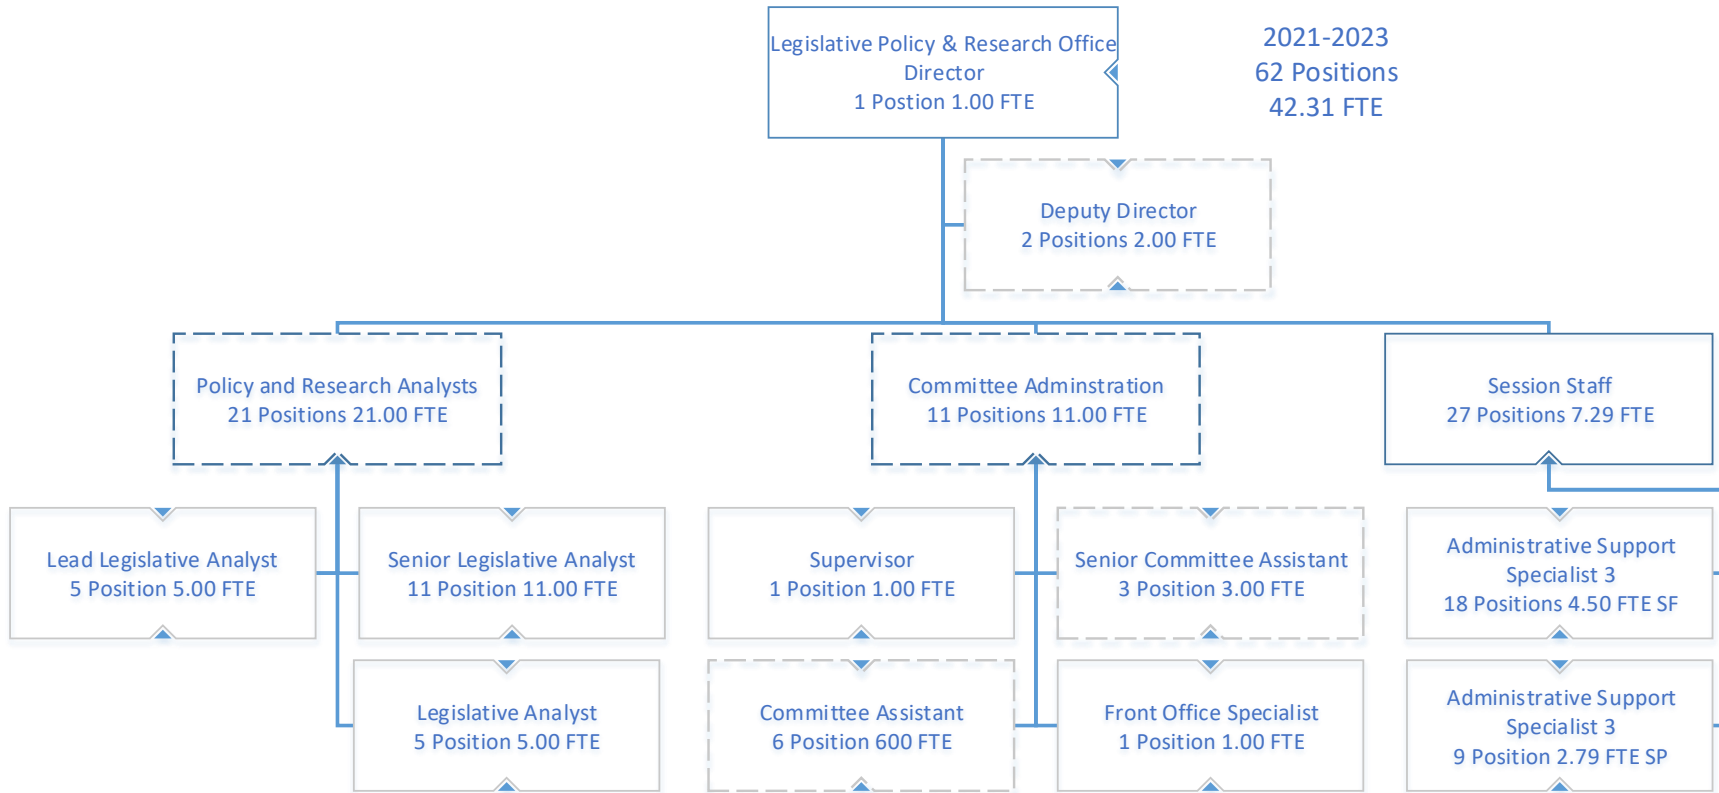 Legislative Policy & Research Office
Director
1 Postion 1.00 FTE
2021-2023
62 Positions
42.31 FTE
Deputy Director
2 Positions 2.00 FTE
Policy and Research Analysts
21 Positions 21.00 FTE
Committee Adminstration
11 Positions 11.00 FTE
Session Staff
27 Positions 7.29 FTE
Lead Legislative Analyst
5 Position 5.00 FTE
Senior Legislative Analyst
11 Position 11.00 FTE
Supervisor
1 Position 1.00 FTE
Senior Committee Assistant
3 Position 3.00 FTE
Administrative Support
Specialist 3
18 Positions 4.50 FTE SF
Legislative Analyst
5 Position 5.00 FTE
Committee Assistant
6 Position 600 FTE
Front Office Specialist
1 Position 1.00 FTE
Administrative Support
Specialist 3
9 Position 2.79 FTE SP